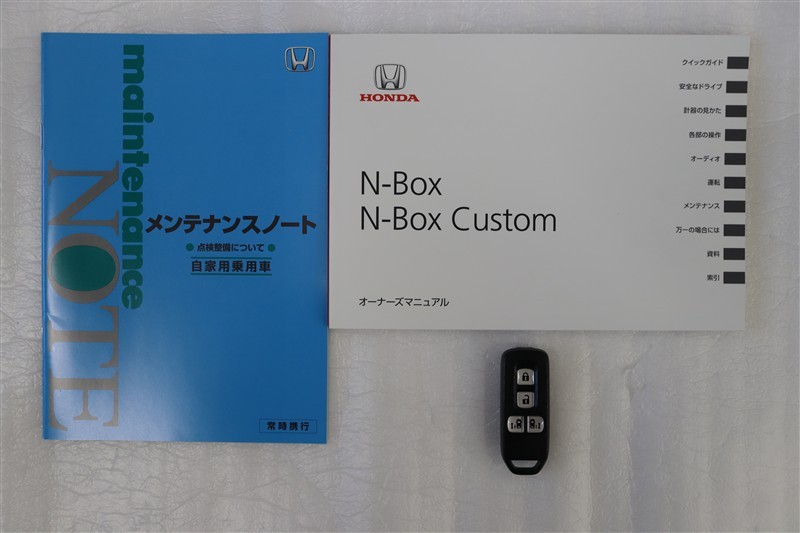 maintenance
NOTE
メンテナンスノート
点検整備について
自家用乗用車
常時携行
HONDA
N-Box
N-Box Custom
オーナーズマニュアル
クイックガイド
安全なドライブ
計器の見かた
各部の操作
オーディオ
運転
メンテナンス
万一の場合には
資料
索引